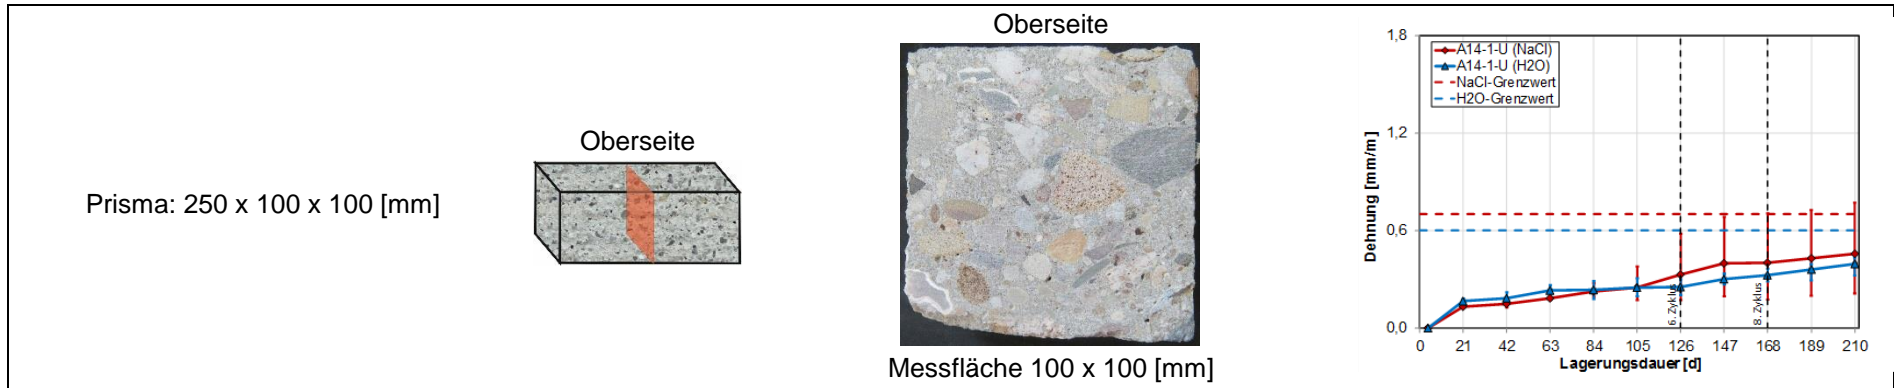 Prisma: 250 x 100 x 100 [mm]
Oberseite
Oberseite
Messfläche 100 x 100 [mm]
Dehnung [mm/m]
1,8
1,2
0,6
0,0
A14-1-U (NaCl)
A14-1-U (H2O)
NaCl-Grenzwert
H2O-Grenzwert
6. Zyklus
8. Zyklus
0 21 42 63 84 105 126 147 168 189 210
Lagerungsdauer [d]